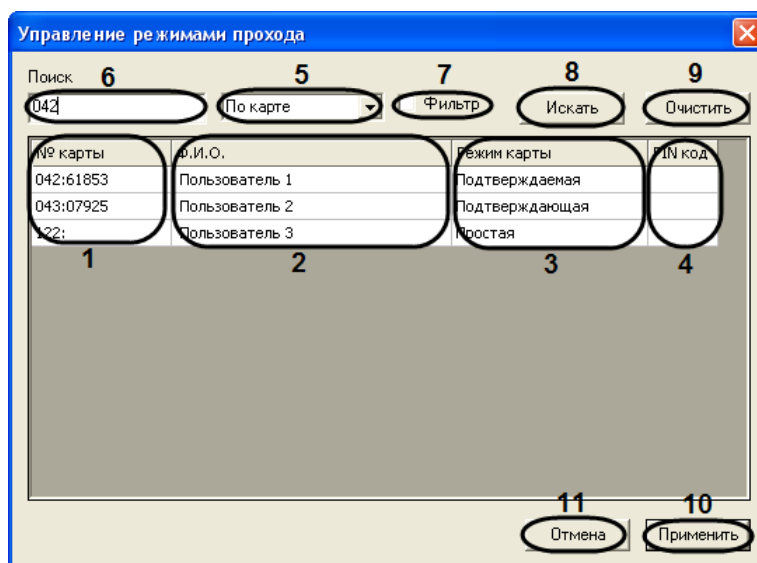 Управление режимами прохода
Поиск 6 5 7 8 9
042 По карте Фильтр Искать Очистить
№ карты Ф.И.О. Режим карты PIN код
042:61853 Пользователь 1 Подтверждаемая
043:07925 Пользователь 2 Подтверждающая
122: Пользователь 3 Простая
1 2 3 4
11 10
Отмена Применить